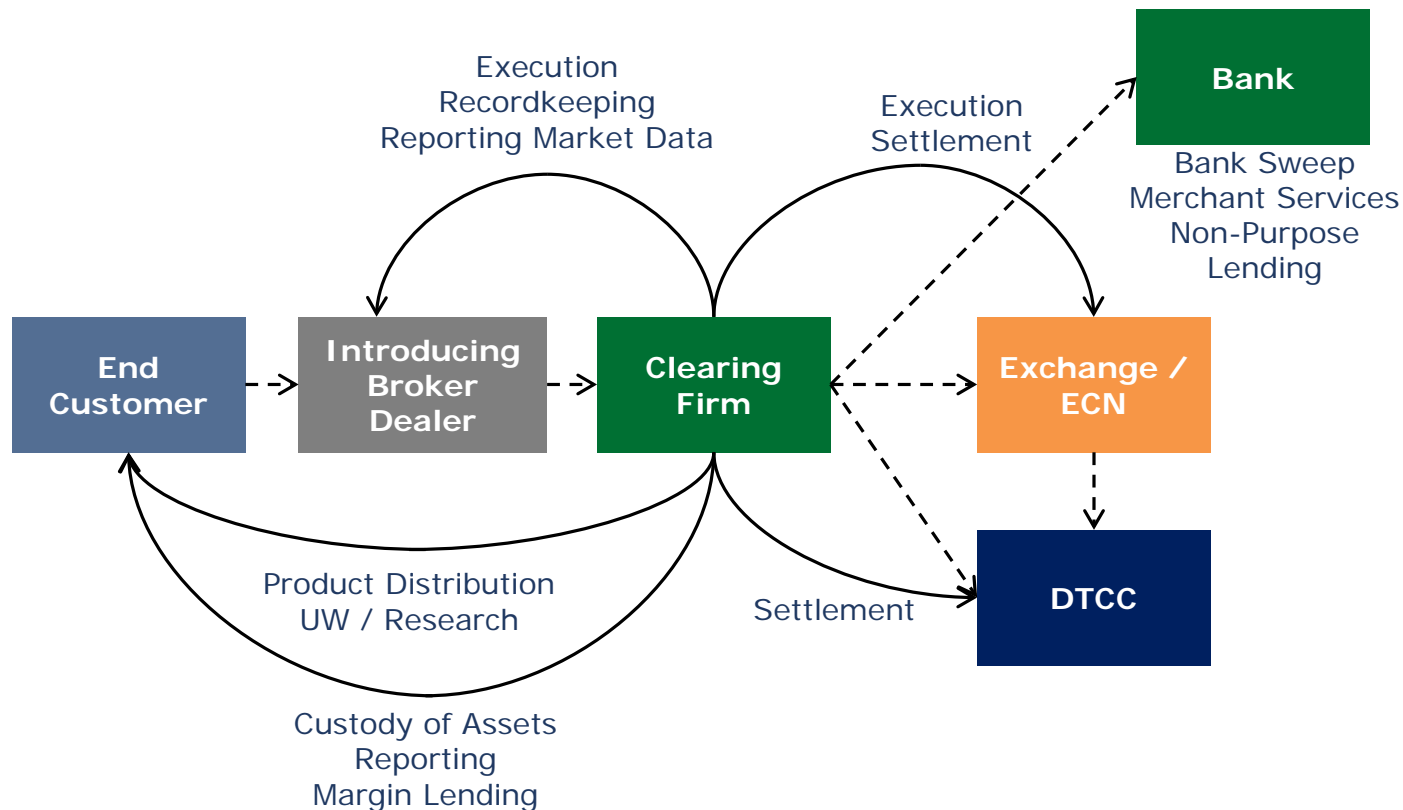 Execution
Recordkeeping
Reporting Market Data
Execution
Settlement
Bank
Bank Sweep
Merchant Services
Non-Purpose
Lending
End
Customer
Introducing
Broker
Dealer
Clearing
Firm
Exchange /
ECN
Product Distribution
UW / Research
Settlement
DTCC
Custody of Assets
Reporting
Margin Lending